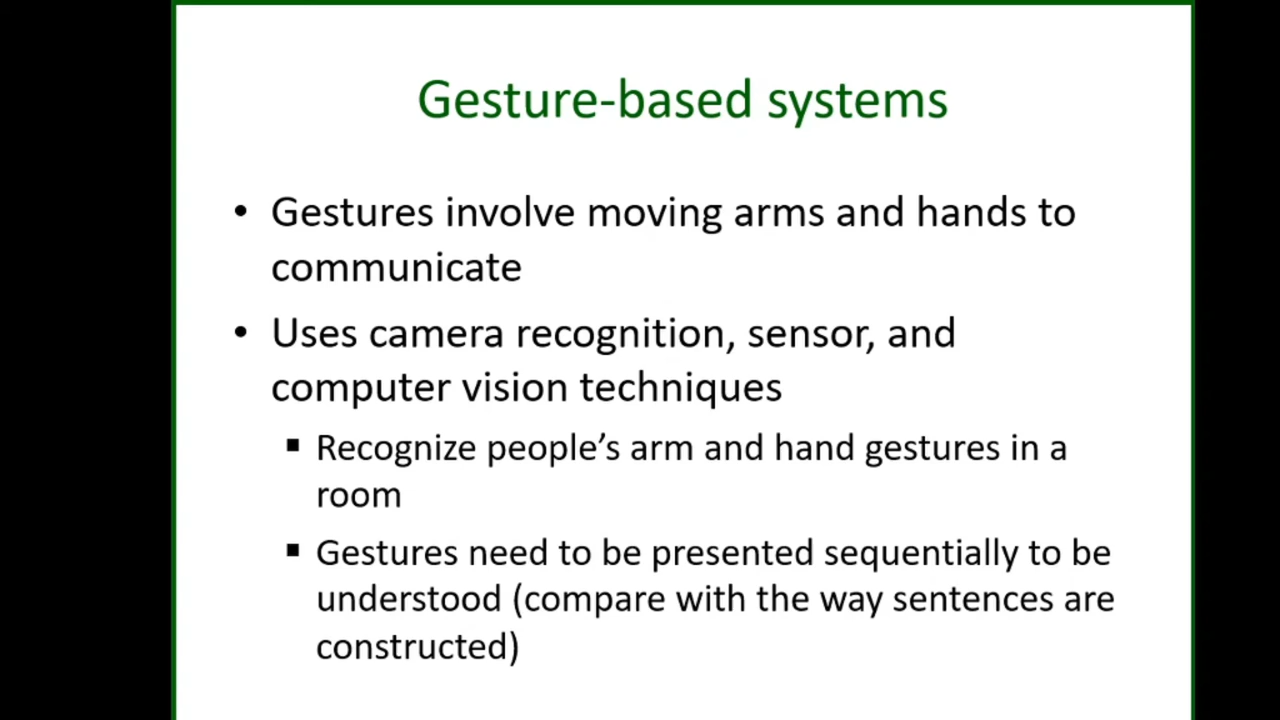 Gesture-based systems
• Gestures involve moving arms and hands to
communicate
• Uses camera recognition, sensor, and
computer vision techniques
▪ Recognize people’s arm and hand gestures in a
room
▪ Gestures need to be presented sequentially to be
understood (compare with the way sentences are
constructed)